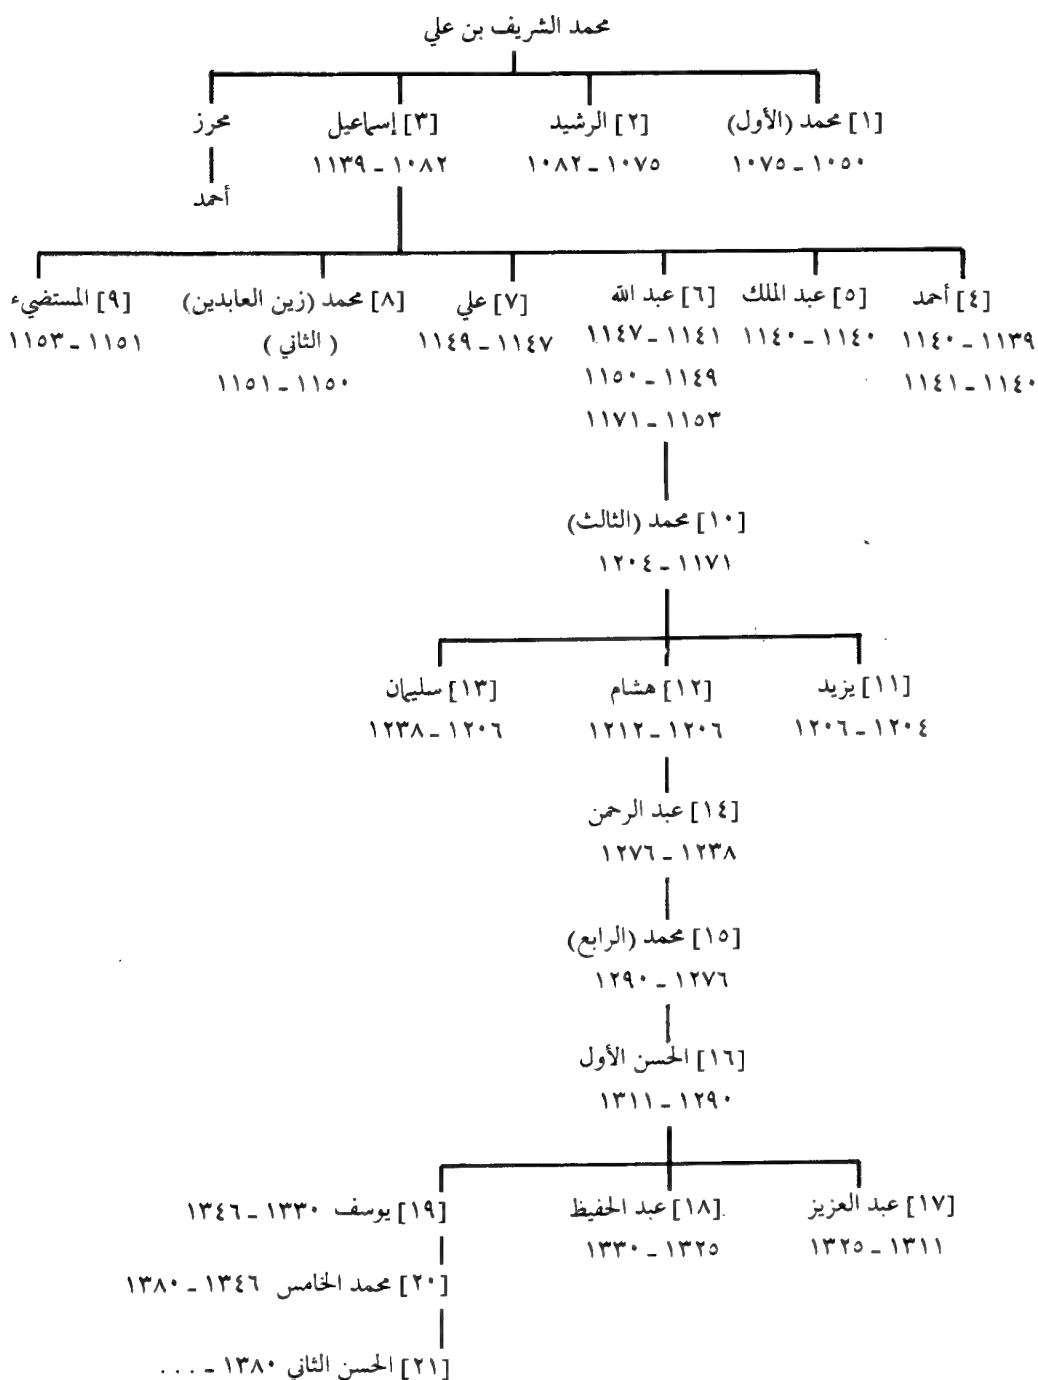 محمد الشريف بن علي
[١] محمد (الأول)
١٠٥٠ ـ ١٠٧٥
[٢] الرشيد
١٠٧٥ ـ ١٠٨٢
[٣] إسماعيل
١٠٨٢ ـ ١١٣٩
محرز
أحمد
[٤] أحمد
١١٣٩ ـ ١١٤٠
١١٤٠ ـ ١١٤١
[٥] عبد الملك
١١٤٠ ـ ١١٤٠
[٦] عبد الله
١١٤١ ـ ١١٤٧
١١٤٩ ـ ١١٥٠
١١٥٣ ـ ١١٧١
[٧] علي
١١٤٧ ـ ١١٤٩
[٨] محمد (زين العابدين)
(الثاني)
١١٥٠ ـ ١١٥١
[٩] المستضيء
١١٥١ ـ ١١٥٣
[١٠] محمد (الثالث)
١١٧١ ـ ١٢٠٤
[١١] يزيد
١٢٠٤ ـ ١٢٠٦
[١٢] هشام
١٢٠٦ ـ ١٢١٢
[١٣] سليمان
١٢٠٦ ـ ١٢٣٨
[١٤] عبد الرحمن
١٢٣٨ ـ ١٢٧٦
[١٥] محمد (الرابع)
١٢٧٦ ـ ١٢٩٠
[١٦] الحسن الأول
١٢٩٠ ـ ١٣١١
[١٧] عبد العزيز
١٣١١ ـ ١٣٢٥
[١٨] عبد الحفيظ
١٣٢٥ ـ ١٣٣٠
[١٩] يوسف ١٣٣٠ ـ ١٣٤٦
[٢٠] محمد الخامس ١٣٤٦ ـ ١٣٨٠
[٢١] الحسن الثاني ١٣٨٠ ـ ...